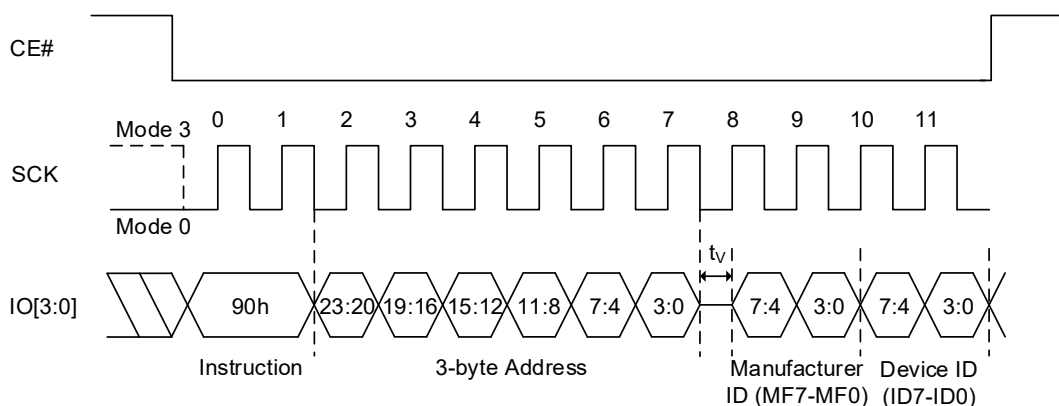 CE#
0 1 2 3 4 5 6 7 8 9 10 11
Mode 3
SCK
Mode 0
tV
IO[3:0] 90h 23:20 19:16 15:12 11:8 7:4 3:0 7:4 3:0 7:4 3:0
Instruction 3-byte Address Manufacturer Device ID
ID (MF7-MF0) (ID7-ID0)